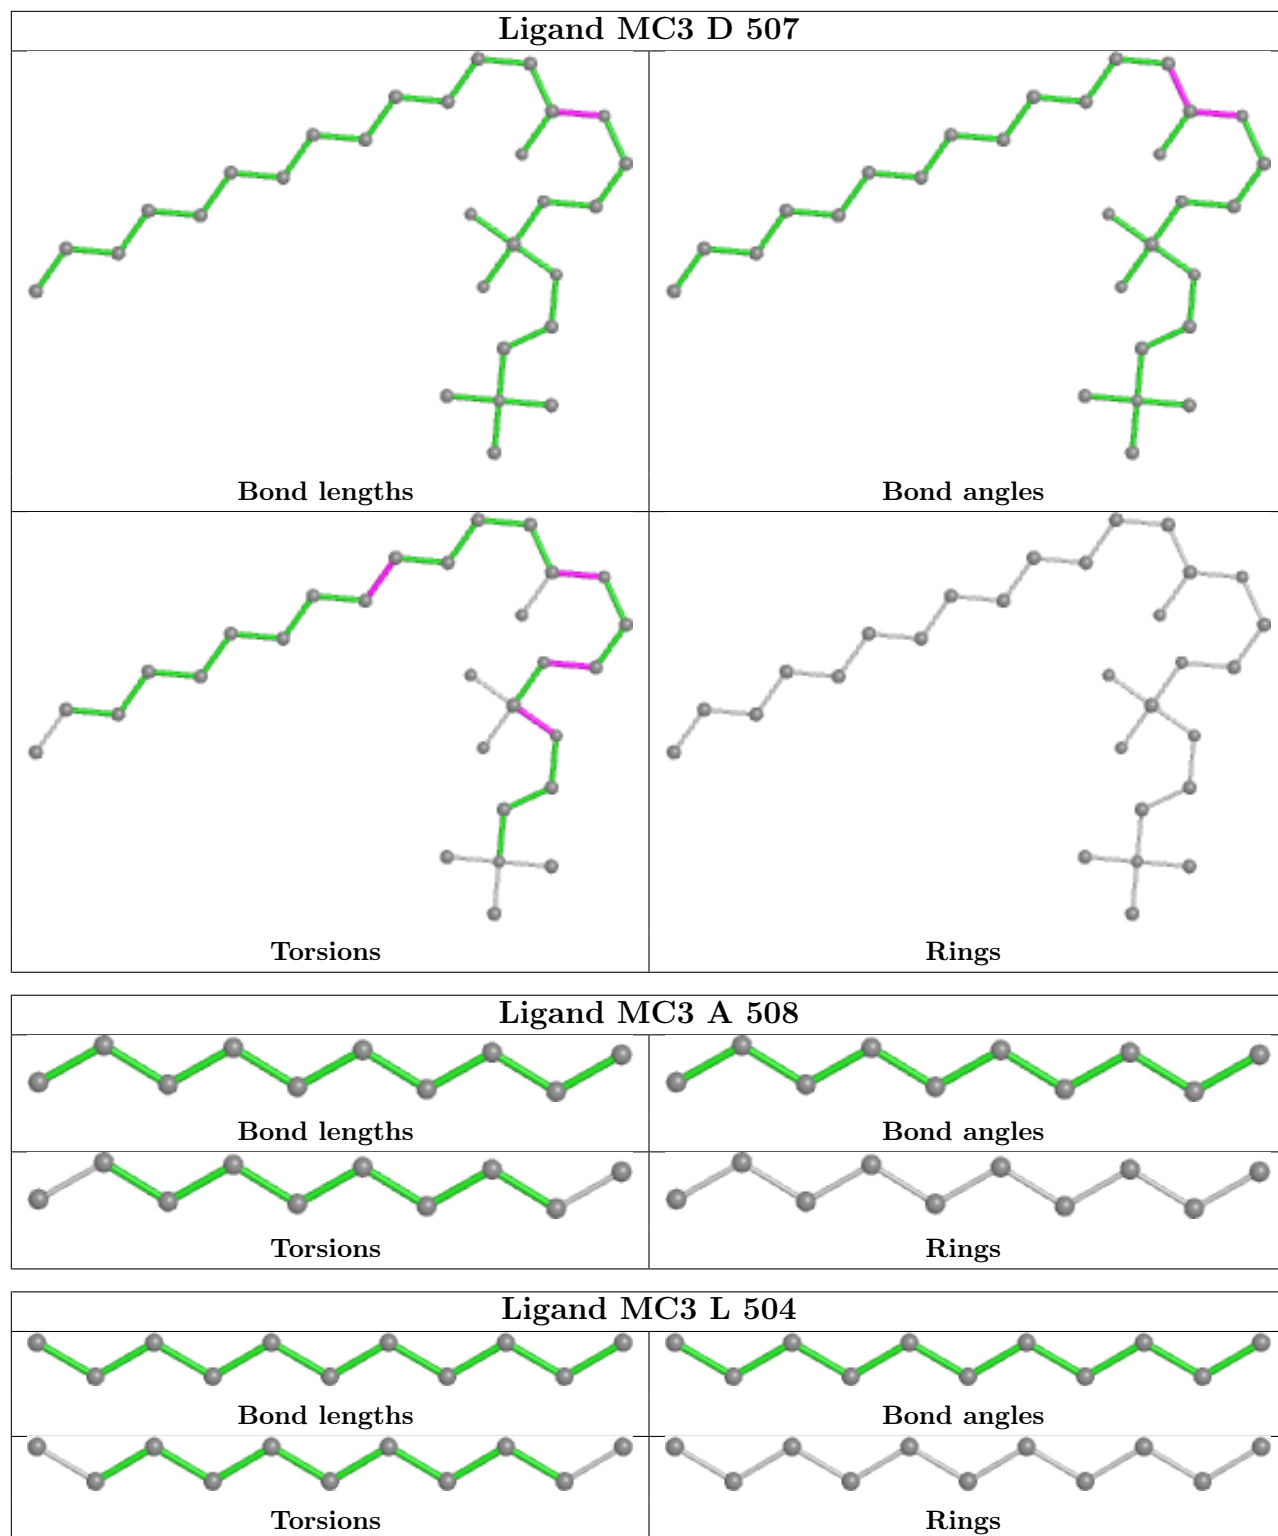 Ligand MC3 D 507
Bond lengths
Bond angles
Torsions
Rings
Ligand MC3 A 508
Bond lengths
Bond angles
Torsions
Rings
Ligand MC3 L 504
Bond lengths
Bond angles
Torsions
Rings